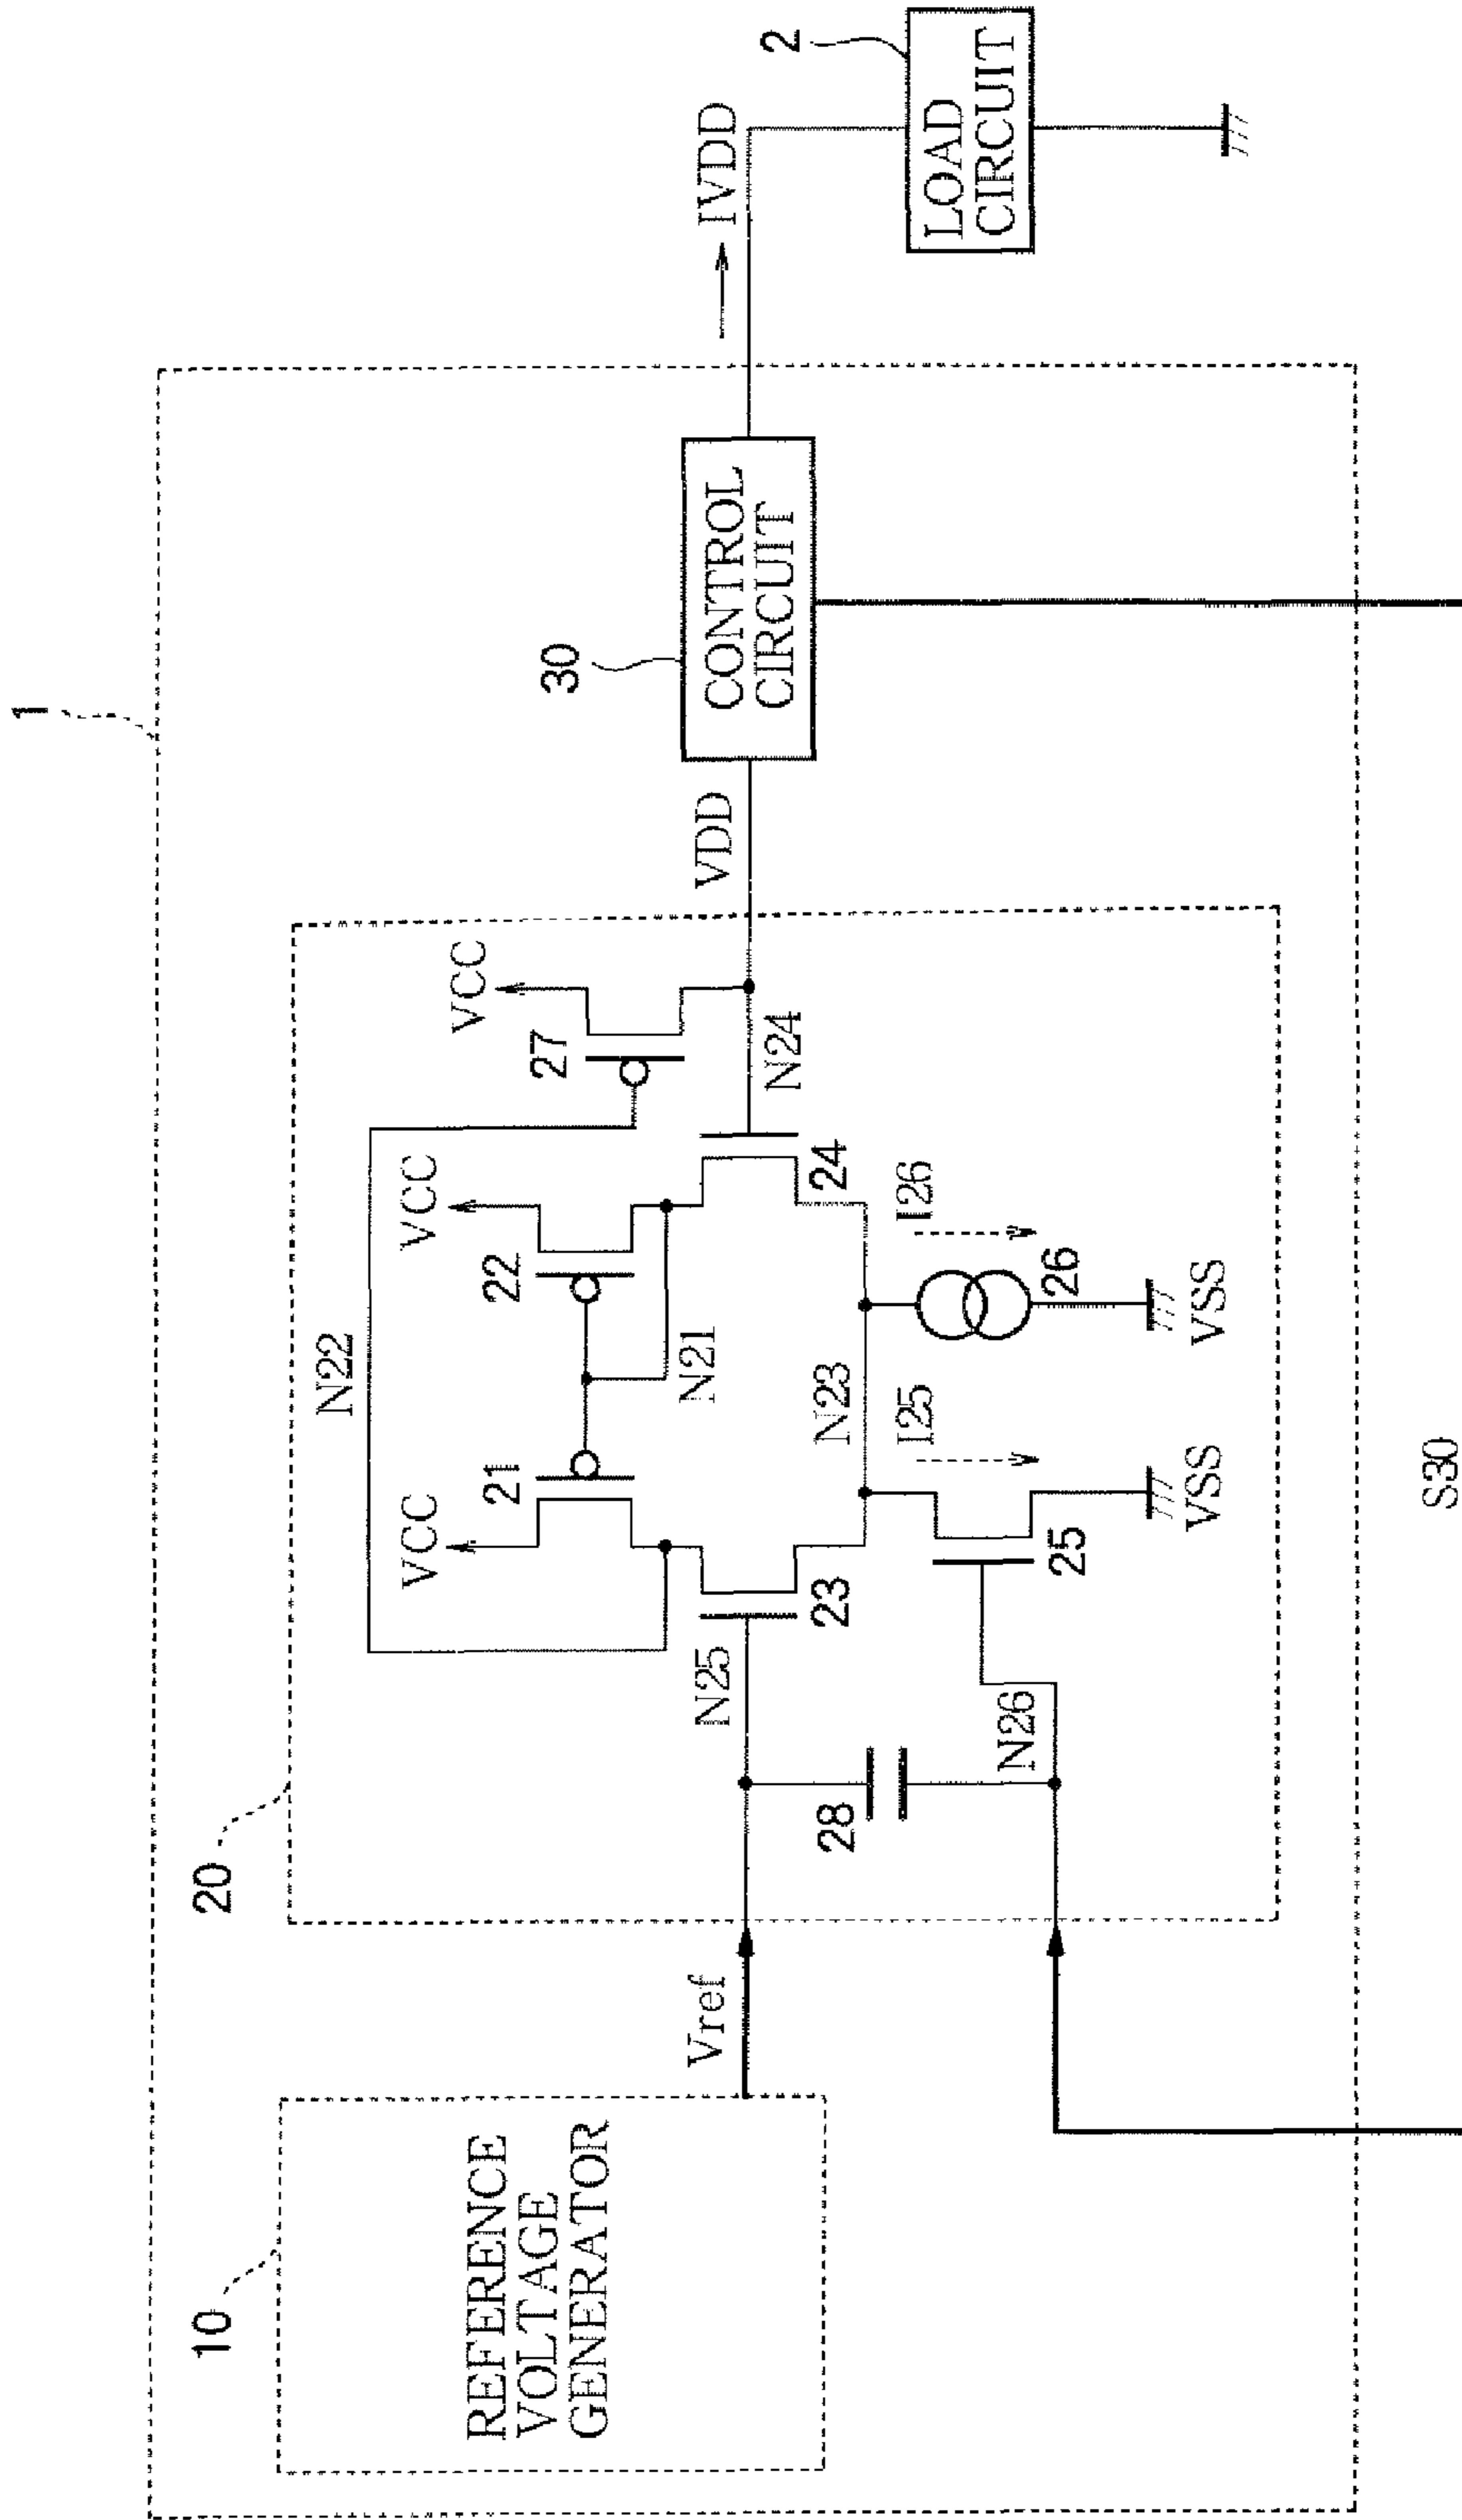 1
10
REFERENCE
VOLTAGE
GENERATOR
Vref
20
N22
VCC
VCC
VCC
21
22
27
N21
N25
23
24
N24
28
N23
I25
I26
N26
25
26
VSS
VSS
VDD
30
CONTROL
CIRCUIT
IVDD
2
LOAD
CIRCUIT
S30